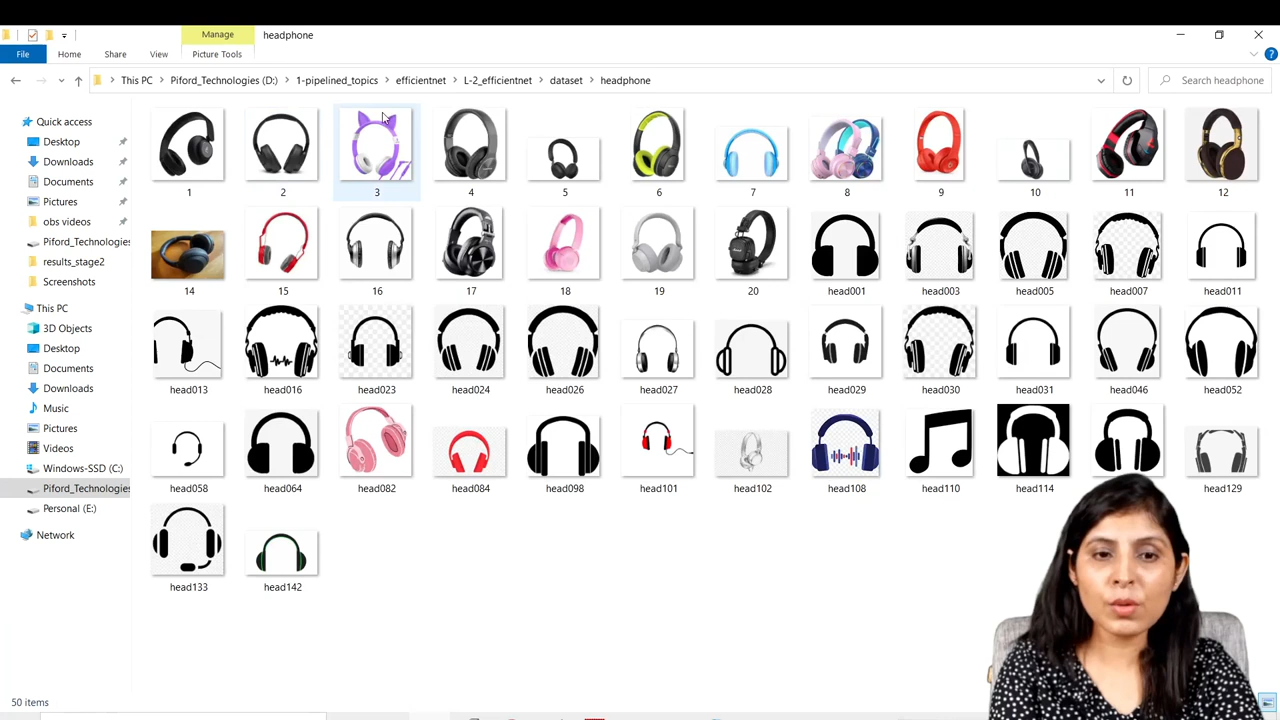 Manage
headphone
File
Home
Share
View
Picture Tools
This PC
Piford_Technologies (D:)
1-pipelined_topics
efficientnet
L-2_efficientnet
dataset
headphone
Search headphone
Quick access
Desktop
Downloads
Documents
Pictures
obs videos
Piford_Technologies
results_stage2
Screenshots
This PC
3D Objects
Desktop
Documents
Downloads
Music
Pictures
Videos
Windows-SSD (C:)
Piford_Technologies
Personal (E:)
Network
1 2 3 4 5 6 7 8 9 10 11 12
14 15 16 17 18 19 20 head001 head003 head005 head007 head011
head013 head016 head023 head024 head026 head027 head028 head029 head030 head031 head046 head052
head058 head064 head082 head084 head098 head101 head102 head108 head110 head114 head129
head133 head142
50 items